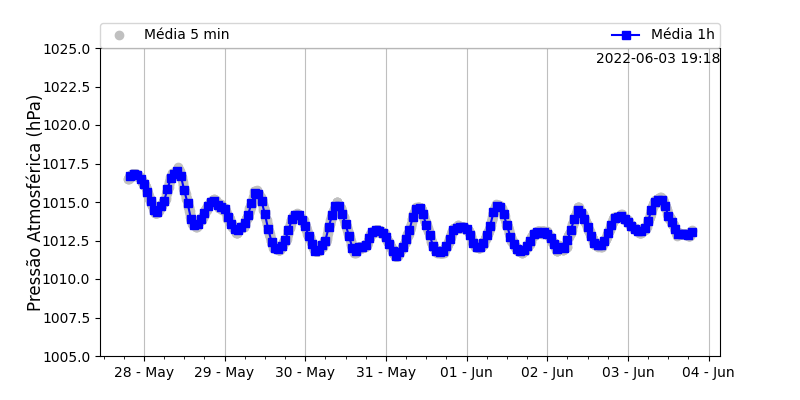 Média 5 min
Média 1h
2022-06-03 19:18
Pressão Atmosférica (hPa)
1025.0
1022.5
1020.0
1017.5
1015.0
1012.5
1010.0
1007.5
1005.0
28 - May
29 - May
30 - May
31 - May
01 - Jun
02 - Jun
03 - Jun
04 - Jun